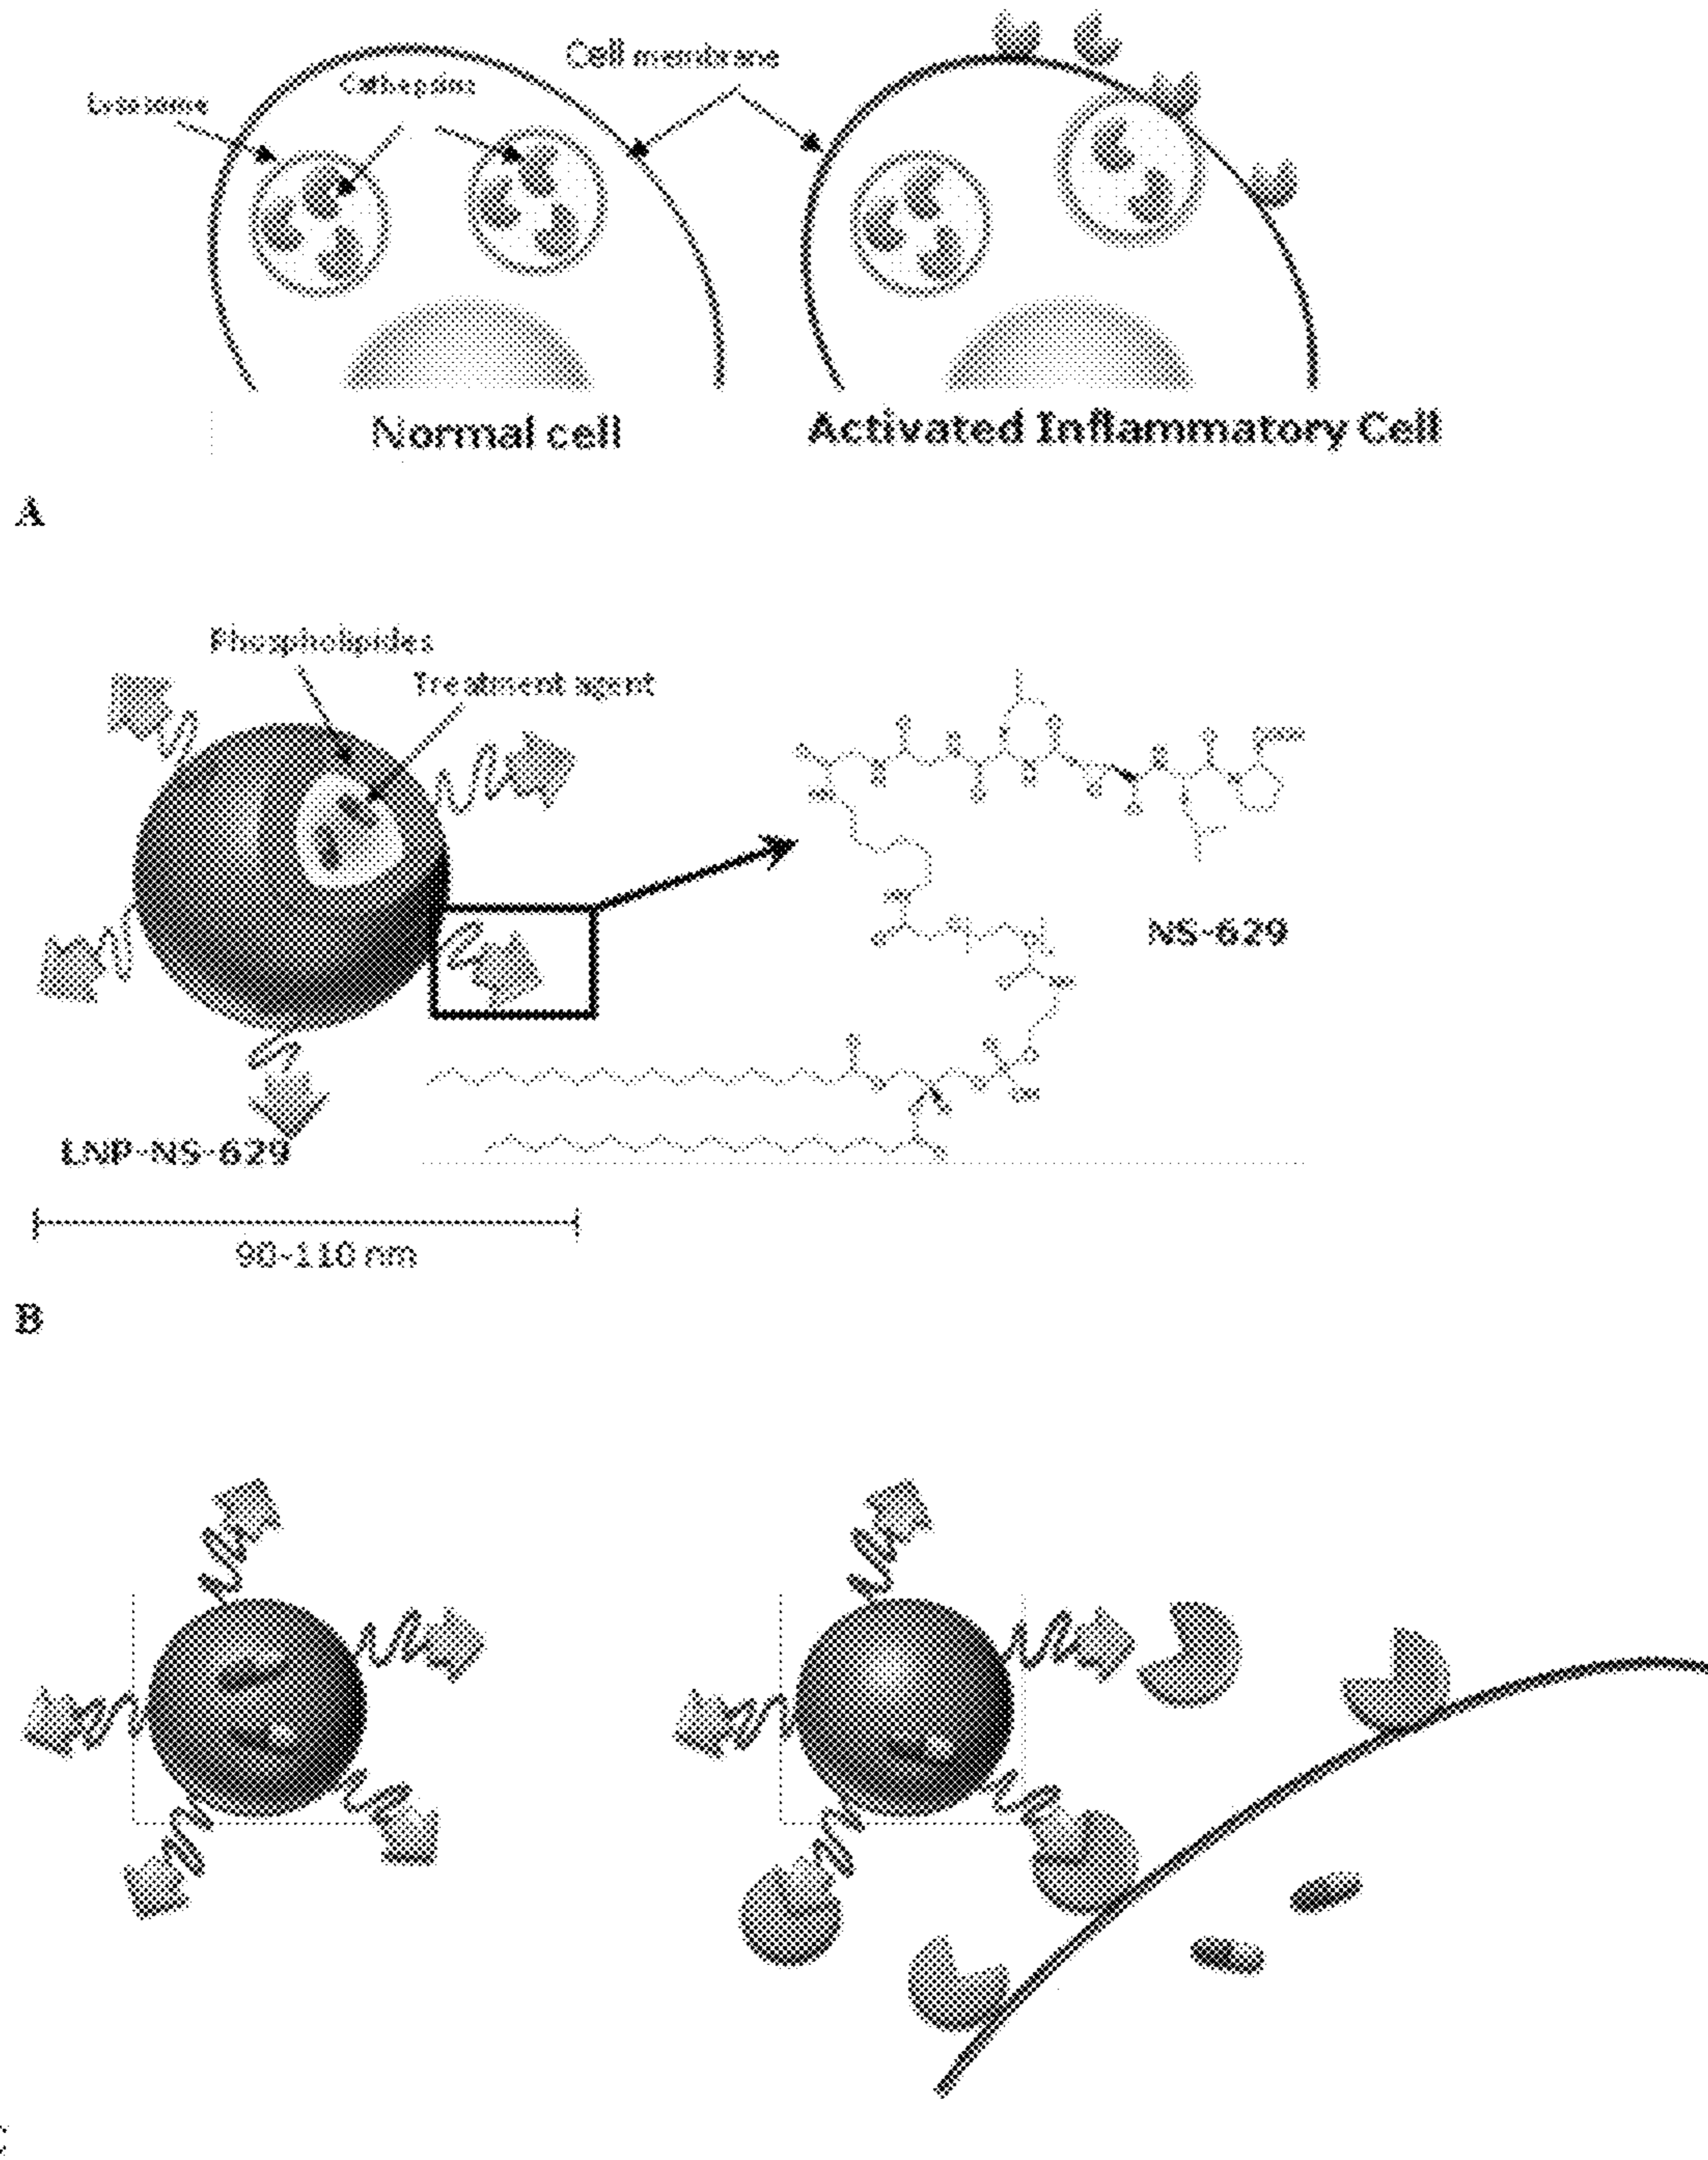 Cell membrane
Cathepsins
Lysosome
Normal cell
Activated Inflammatory Cell
A
Phospholipides
Treatment agent
NS-629
LNP-NS-629
90-110 nm
B